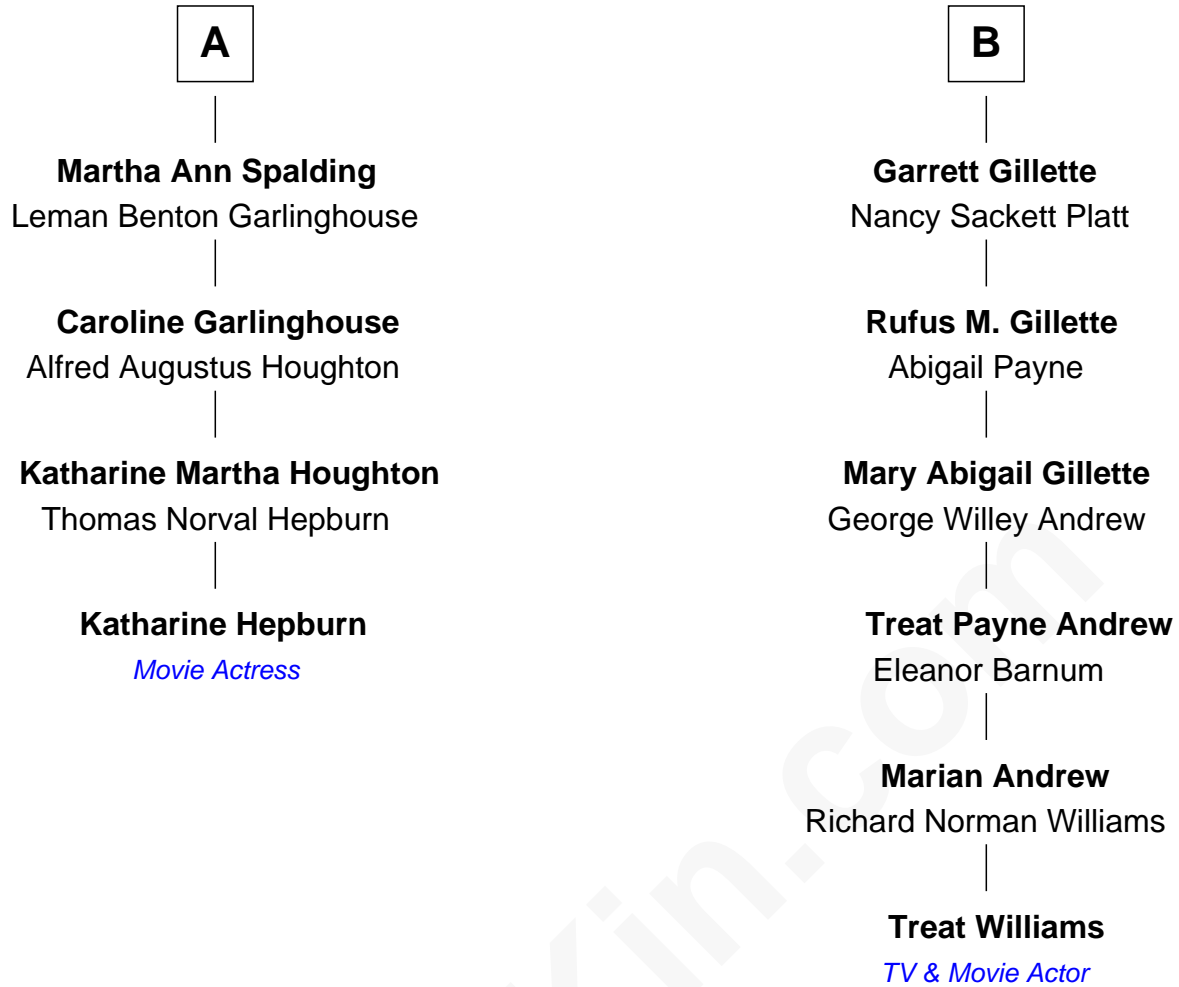 A
Martha Ann Spalding
Leman Benton Garlinghouse
Caroline Garlinghouse
Alfred Augustus Houghton
Katharine Martha Houghton
Thomas Norval Hepburn
Katharine Hepburn
Movie Actress
B
Garrett Gillette
Nancy Sackett Platt
Rufus M. Gillette
Abigail Payne
Mary Abigail Gillette
George Willey Andrew
Treat Payne Andrew
Eleanor Barnum
Marian Andrew
Richard Norman Williams
Treat Williams
TV & Movie Actor